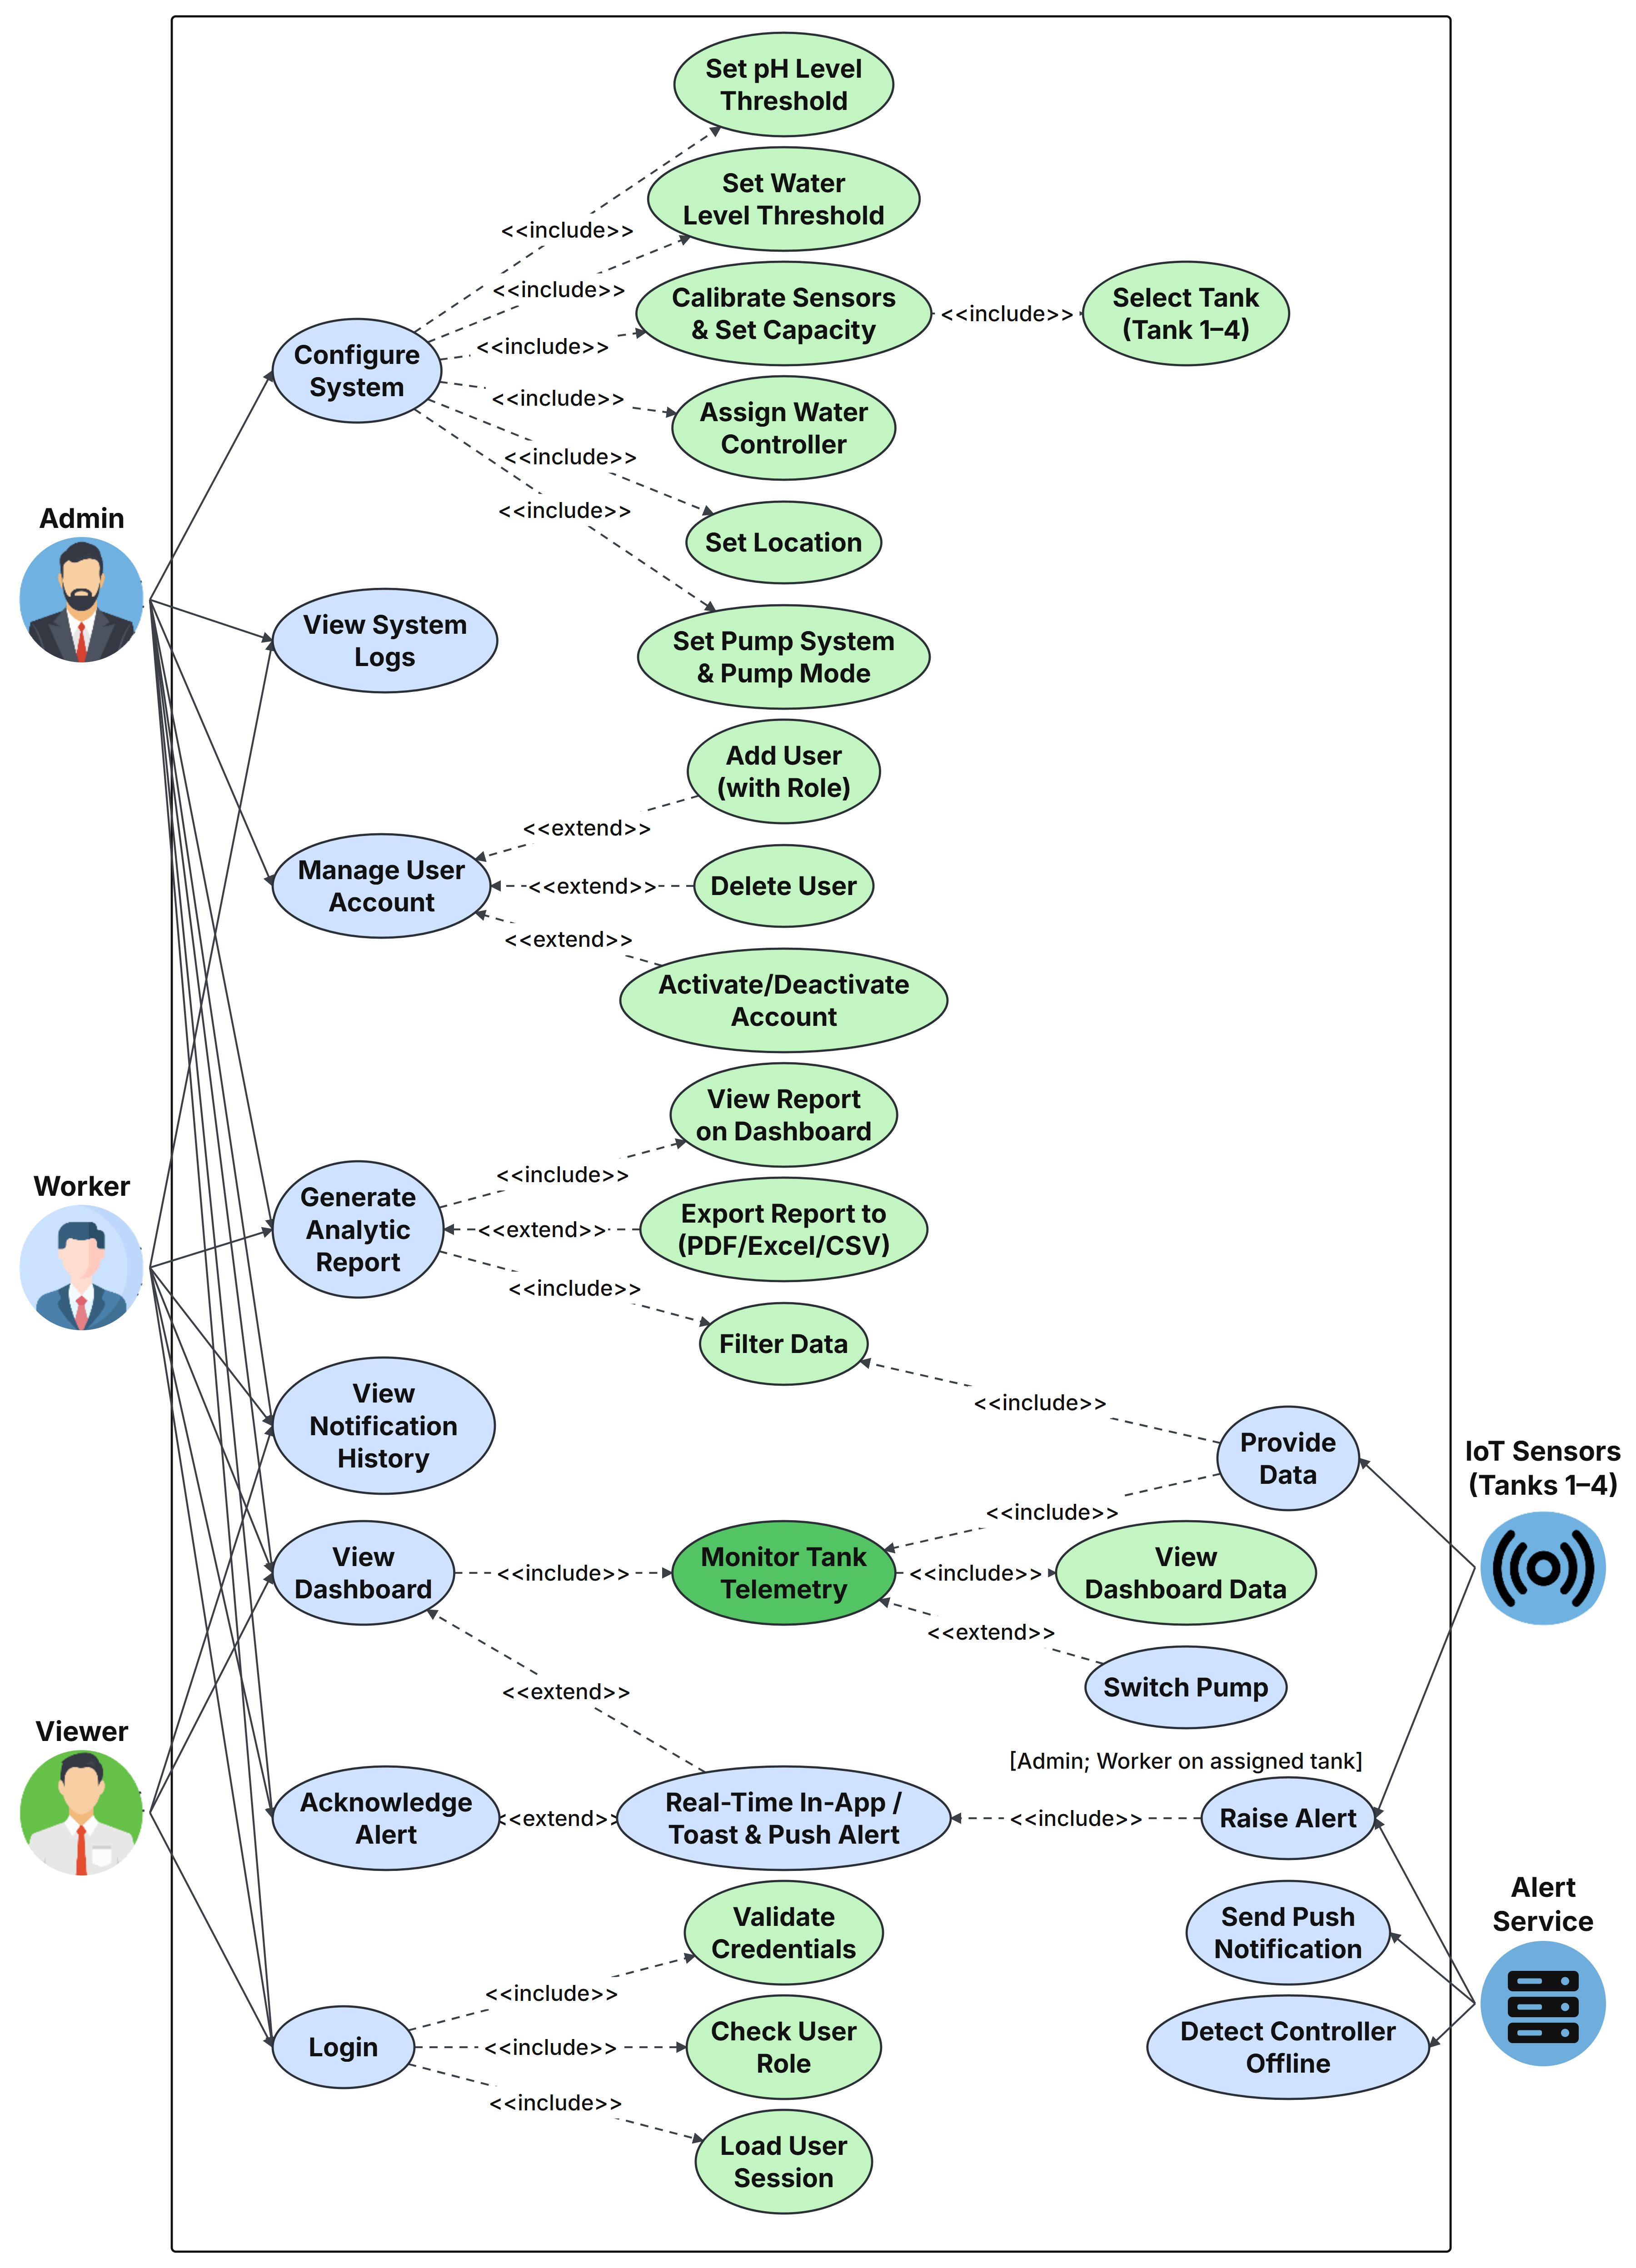 Set pH Level
Threshold
Set Water
Level Threshold
<<include>>
<<include>>
Calibrate Sensors
& Set Capacity
<<include>>
Select Tank
(Tank 1–4)
<<include>>
Configure
System
<<include>>
Assign Water
Controller
<<include>>
<<include>>
Admin
Set Location
View System
Logs
Set Pump System
& Pump Mode
Add User
(with Role)
<<extend>>
Manage User
Account
<<extend>>
Delete User
<<extend>>
Activate/Deactivate
Account
View Report
on Dashboard
<<include>>
Worker
Generate
Analytic
Report
<<extend>>
Export Report to
(PDF/Excel/CSV)
<<include>>
Filter Data
View
Notification
History
<<include>>
Provide
Data
IoT Sensors
(Tanks 1–4)
<<include>>
View
Dashboard
<<include>>
Monitor Tank
Telemetry
<<include>>
View
Dashboard Data
<<extend>>
Switch Pump
<<extend>>
Viewer
[Admin; Worker on assigned tank]
Acknowledge
Alert
<<extend>>
Real-Time In-App /
Toast & Push Alert
<<include>>
Raise Alert
Alert
Service
Validate
Credentials
Send Push
Notification
<<include>>
Login
<<include>>
Check User
Role
Detect Controller
Offline
<<include>>
Load User
Session